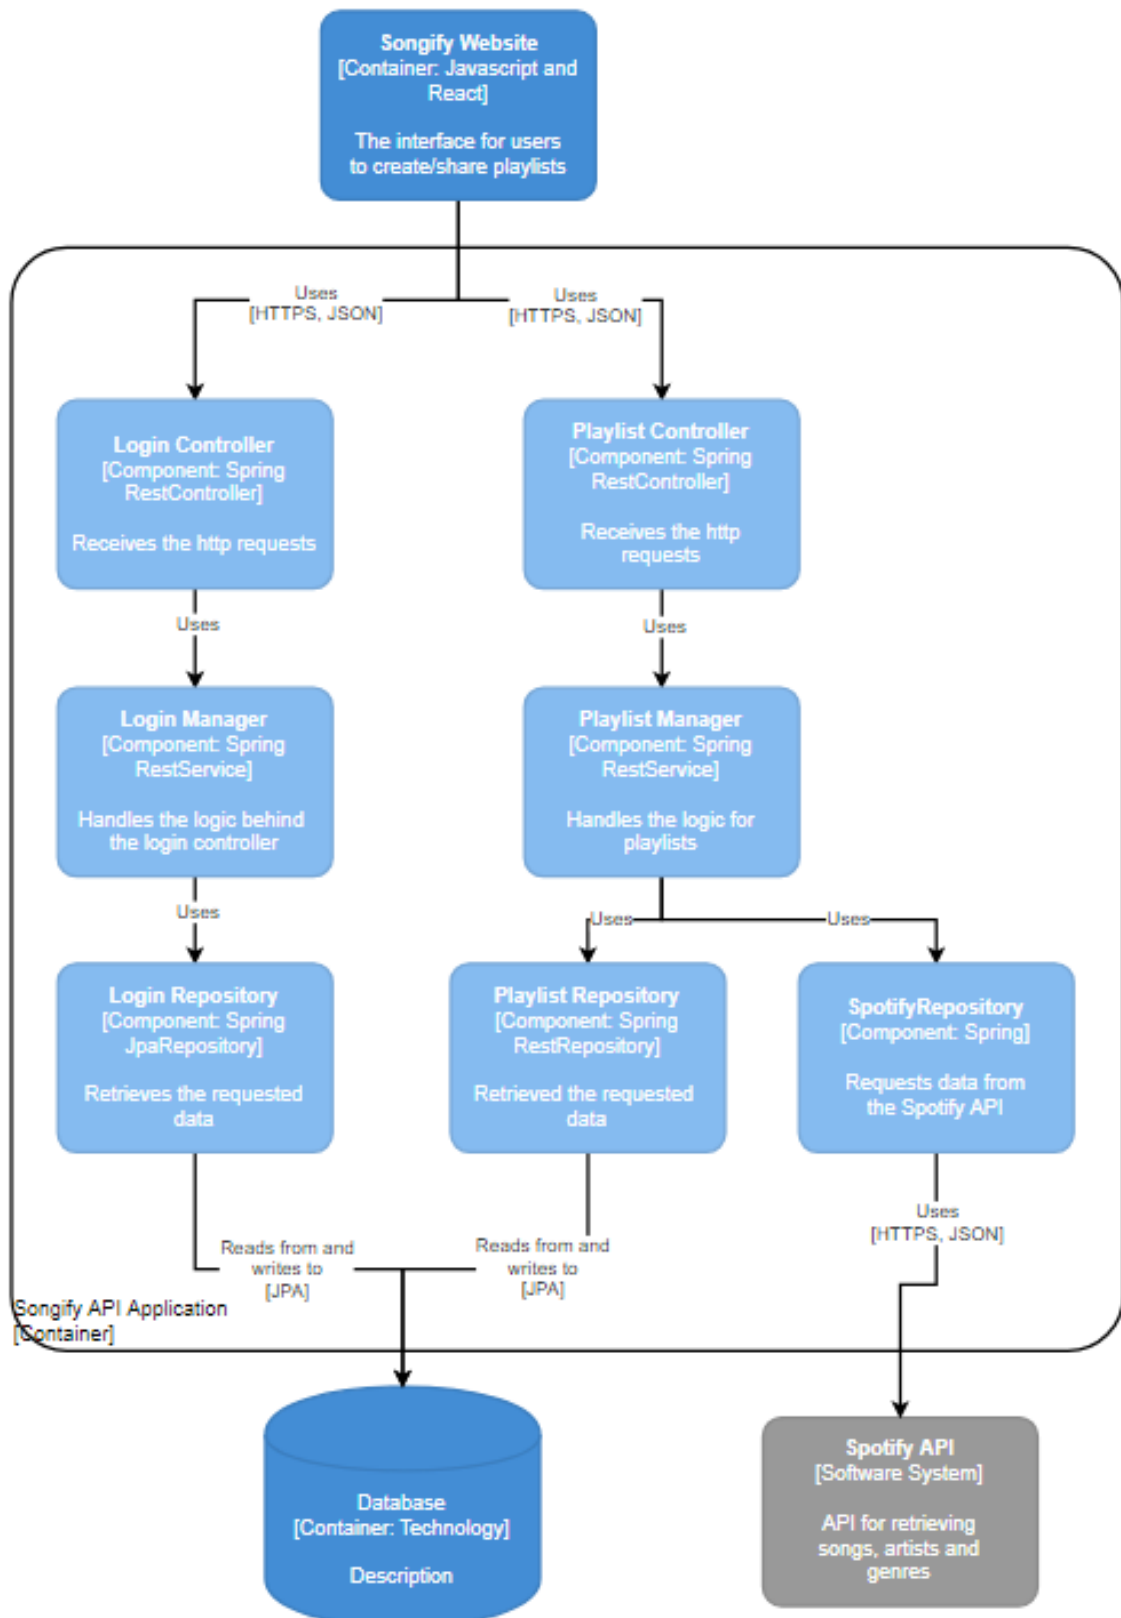 Songify Website
[Container: Javascript and
React]
The interface for users
to create/share playlists
Uses
[HTTPS, JSON]
Uses
[HTTPS, JSON]
Login Controller
[Component: Spring
RestController]
Receives the http requests
Playlist Controller
[Component: Spring
RestController]
Receives the http
requests
Uses
Uses
Login Manager
[Component: Spring
RestService]
Handles the logic behind
the login controller
Playlist Manager
[Component: Spring
RestService]
Handles the logic for
playlists
Uses
Uses
Uses
Login Repository
[Component: Spring
JpaRepository]
Retrieves the requested
data
Playlist Repository
[Component: Spring
RestRepository]
Retrieved the requested
data
SpotifyRepository
[Component: Spring]
Requests data from
the Spotify API
Reads from and
writes to
[JPA]
Reads from and
writes to
[JPA]
Uses
[HTTPS, JSON]
Songify API Application
[Container]
Database
[Container: Technology]
Description
Spotify API
[Software System]
API for retrieving
songs, artists and
genres